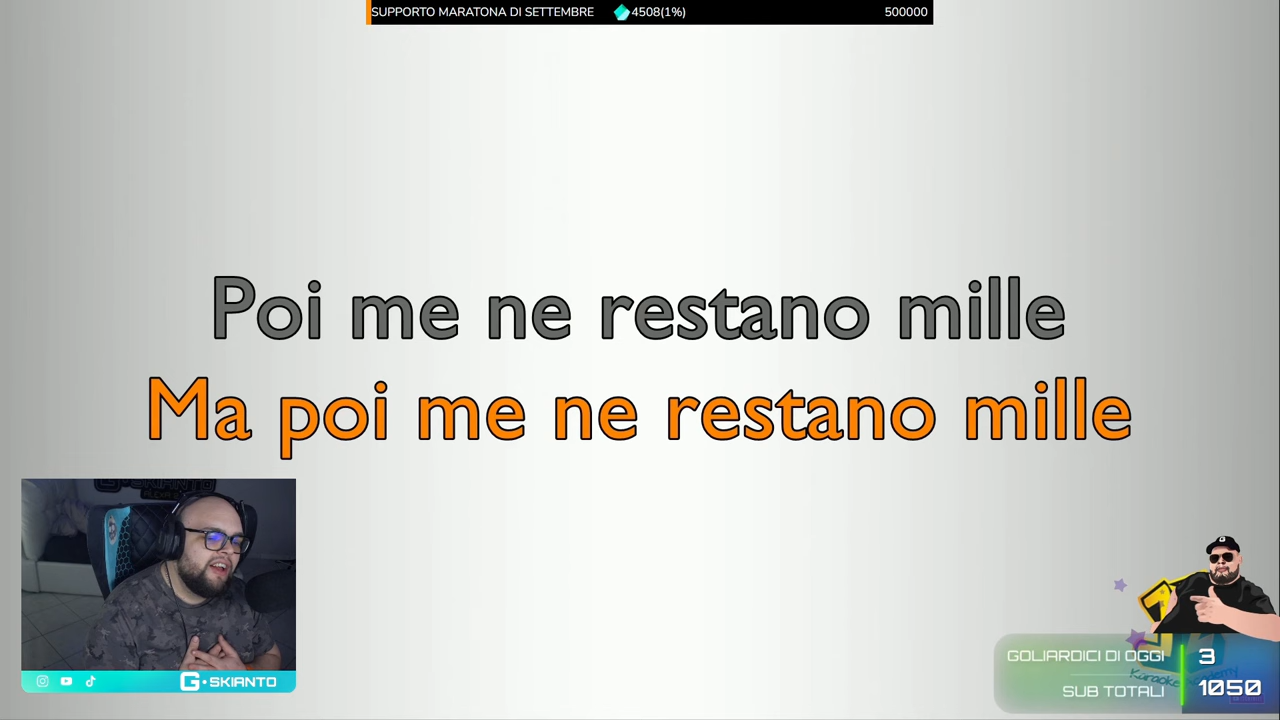 SUPPORTO MARATONA DI SETTEMBRE 4508(1%) 500000
Poi me ne restano mille
Ma poi me ne restano mille
G•SKIANTO
GOLIARDICI DI OGGI 3
SUB TOTALI 1050
Karaoke